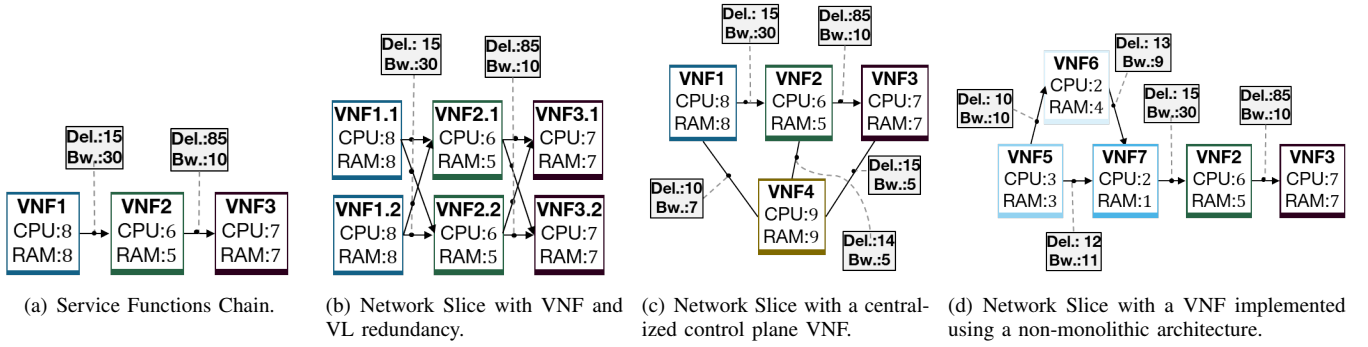 Del.:15
Bw.:30
Del.:85
Bw.:10
VNF1
CPU:8
RAM:8
VNF2
CPU:6
RAM:5
VNF3
CPU:7
RAM:7
(a) Service Functions Chain.
Del.: 15
Bw.:30
Del.:85
Bw.:10
VNF1.1
CPU:8
RAM:8
VNF2.1
CPU:6
RAM:5
VNF3.1
CPU:7
RAM:7
VNF1.2
CPU:8
RAM:8
VNF2.2
CPU:6
RAM:5
VNF3.2
CPU:7
RAM:7
(b) Network Slice with VNF and
VL redundancy.
Del.: 15
Bw.:30
Del.:85
Bw.:10
VNF1
CPU:8
RAM:8
VNF2
CPU:6
RAM:5
VNF3
CPU:7
RAM:7
Del.:10
Bw.:7
VNF4
CPU:9
RAM:9
Del.:15
Bw.:5
Del.:14
Bw.:5
(c) Network Slice with a central-
ized control plane VNF.
Del.: 13
Bw.:9
VNF6
CPU:2
RAM:4
Del.: 10
Bw.:10
Del.: 15
Bw.:30
Del.:85
Bw.:10
VNF5
CPU:3
RAM:3
VNF7
CPU:2
RAM:1
VNF2
CPU:6
RAM:5
VNF3
CPU:7
RAM:7
Del.: 12
Bw.:11
(d) Network Slice with a VNF implemented
using a non-monolithic architecture.